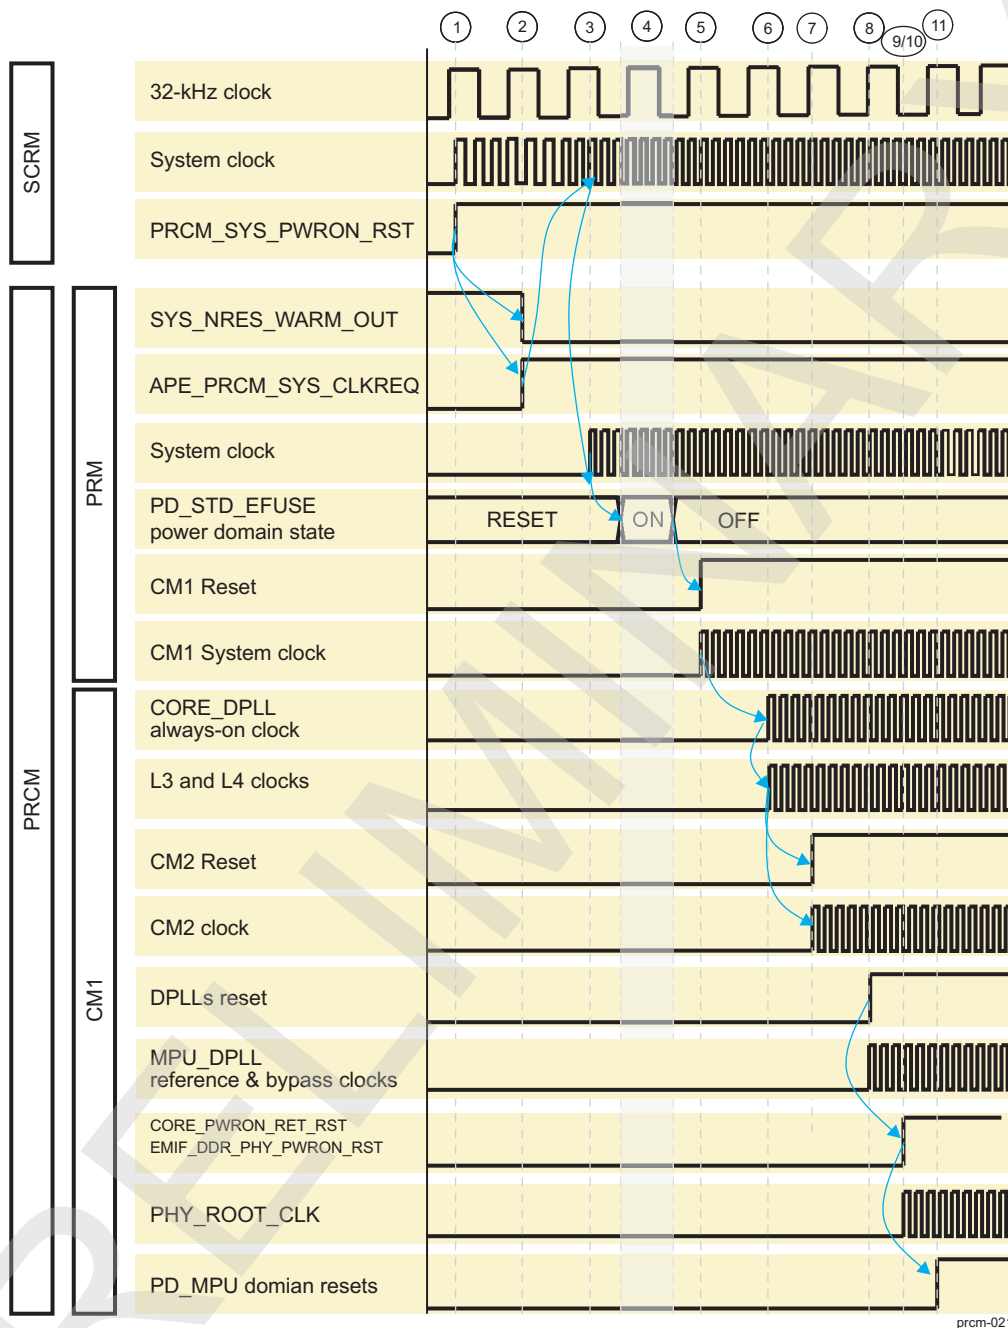 1 2 3 4 5 6 7 8 9/10 11
SCRM
32-kHz clock
System clock
PRCM_SYS_PWRON_RST
PRCM
PRM
SYS_NRES_WARM_OUT
APE_PRCM_SYS_CLKREQ
System clock
PD_STD_EFUSE
power domain state
RESET ON OFF
CM1 Reset
CM1 System clock
CM1
CORE_DPLL
always-on clock
L3 and L4 clocks
CM2 Reset
CM2 clock
DPLLs reset
MPU_DPLL
reference & bypass clocks
CORE_PWRON_RET_RST
EMIF_DDR_PHY_PWRON_RST
PHY_ROOT_CLK
PD_MPU domian resets
prcm-02
PRELIMINARY